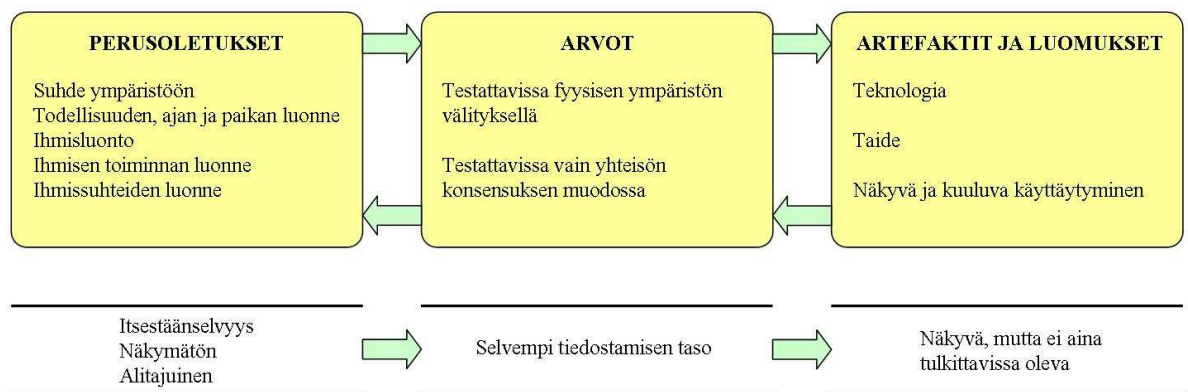 PERUSOLETUKSET
Suhde ympäristöön
Todellisuuden, ajan ja paikan luonne
Ihmisluonto
Ihmisen toiminnan luonne
Ihmissuhteiden luonne
ARVOT
Testattavissa fyysisen ympäristön
välityksellä
Testattavissa vain yhteisön
konsensuksen muodossa
ARTEFAKTIT JA LUOMUKSET
Teknologia
Taide
Näkyvä ja kuuluva käyttäytyminen
Itsestäänselvyys
Näkymätön
Alitajuinen
Selvempi tiedostamisen taso
Näkyvä, mutta ei aina
tulkittavissa oleva